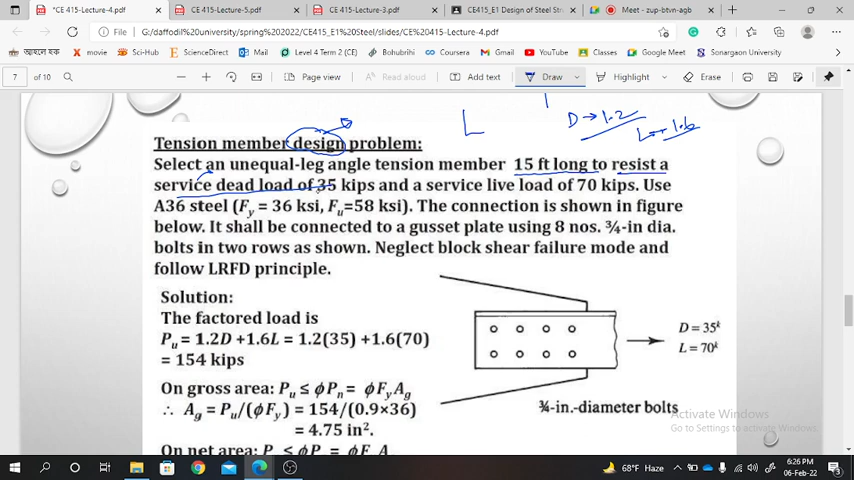 *CE 415-Lecture-4.pdf
CE 415-Lecture-5.pdf
CE 415-Lecture-3.pdf
CE415_E1 Design of Steel Str
Meet - zup-btvn-agb
File | G:/daffodil university/spring%202022/CE415_E1%20Steel/slides/CE%20415-Lecture-4.pdf
movie
Sci-Hub
ScienceDirect
Mail
Level 4 Term 2 (CE)
Bohubrihi
Coursera
Gmail
YouTube
Classes
Google Meet
Sonargaon University
7 of 10
Page view
Read aloud
Add text
Draw
Highlight
Erase
L
D → 1.2
L → 1.6
Tension member design problem:
Select an unequal-leg angle tension member 15 ft long to resist a
service dead load of 35 kips and a service live load of 70 kips. Use
A36 steel (Fy = 36 ksi, Fu=58 ksi). The connection is shown in figure
below. It shall be connected to a gusset plate using 8 nos. ¾-in dia.
bolts in two rows as shown. Neglect block shear failure mode and
follow LRFD principle.
Solution:
The factored load is
Pu = 1.2D +1.6L = 1.2(35) +1.6(70)
= 154 kips
On gross area: Pu ≤ ϕPn = ϕFyAg
∴ Ag = Pu/(ϕFy) = 154/(0.9×36)
= 4.75 in².
On net area: P ≤ ϕP = ϕF A
D = 35ᵏ
L = 70ᵏ
¾-in.-diameter bolts
Activate Windows
Go to Settings to activate Windows.
68°F Haze
6:26 PM
06-Feb-22
3